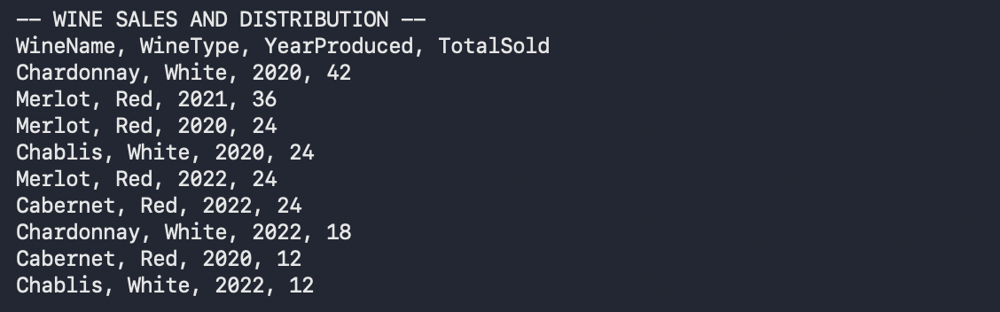 -- WINE SALES AND DISTRIBUTION --
WineName, WineType, YearProduced, TotalSold
Chardonnay, White, 2020, 42
Merlot, Red, 2021, 36
Merlot, Red, 2020, 24
Chablis, White, 2020, 24
Merlot, Red, 2022, 24
Cabernet, Red, 2022, 24
Chardonnay, White, 2022, 18
Cabernet, Red, 2020, 12
Chablis, White, 2022, 12